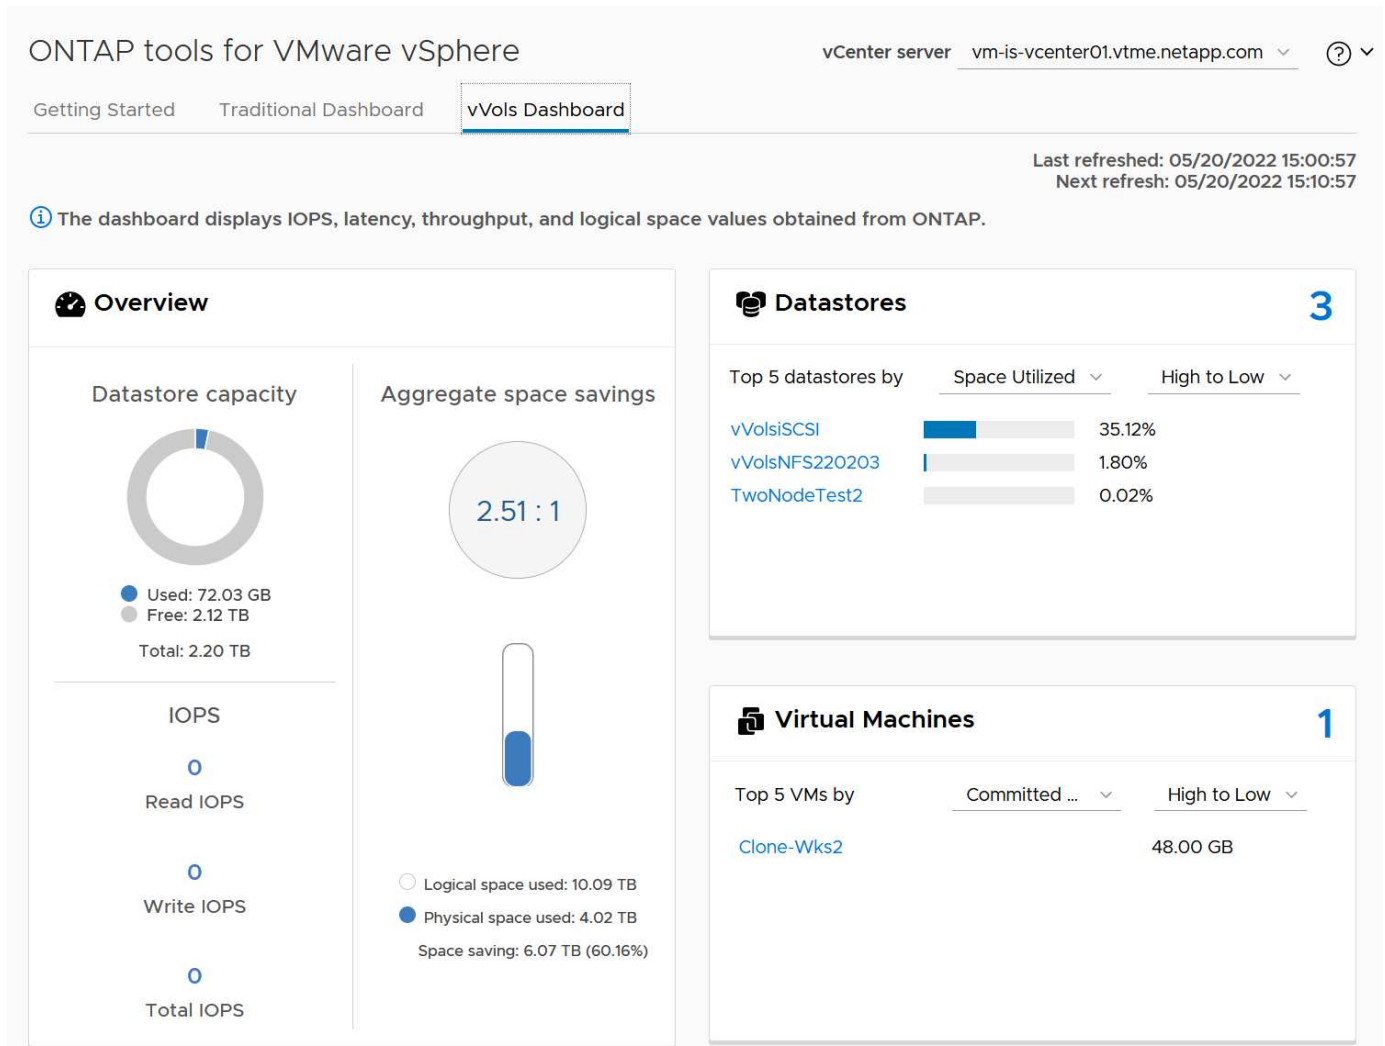 ONTAP tools for VMware vSphere
vCenter server vm-is-vcenter01.vtme.netapp.com
Getting Started Traditional Dashboard vVols Dashboard
Last refreshed: 05/20/2022 15:00:57
Next refresh: 05/20/2022 15:10:57
The dashboard displays IOPS, latency, throughput, and logical space values obtained from ONTAP.
Overview
Datastore capacity
Used: 72.03 GB
Free: 2.12 TB
Total: 2.20 TB
IOPS
0
Read IOPS
0
Write IOPS
0
Total IOPS
Aggregate space savings
2.51 : 1
Logical space used: 10.09 TB
Physical space used: 4.02 TB
Space saving: 6.07 TB (60.16%)
Datastores 3
Top 5 datastores by Space Utilized High to Low
vVolsiSCSI 35.12%
vVolsNFS220203 1.80%
TwoNodeTest2 0.02%
Virtual Machines 1
Top 5 VMs by Committed ... High to Low
Clone-Wks2 48.00 GB